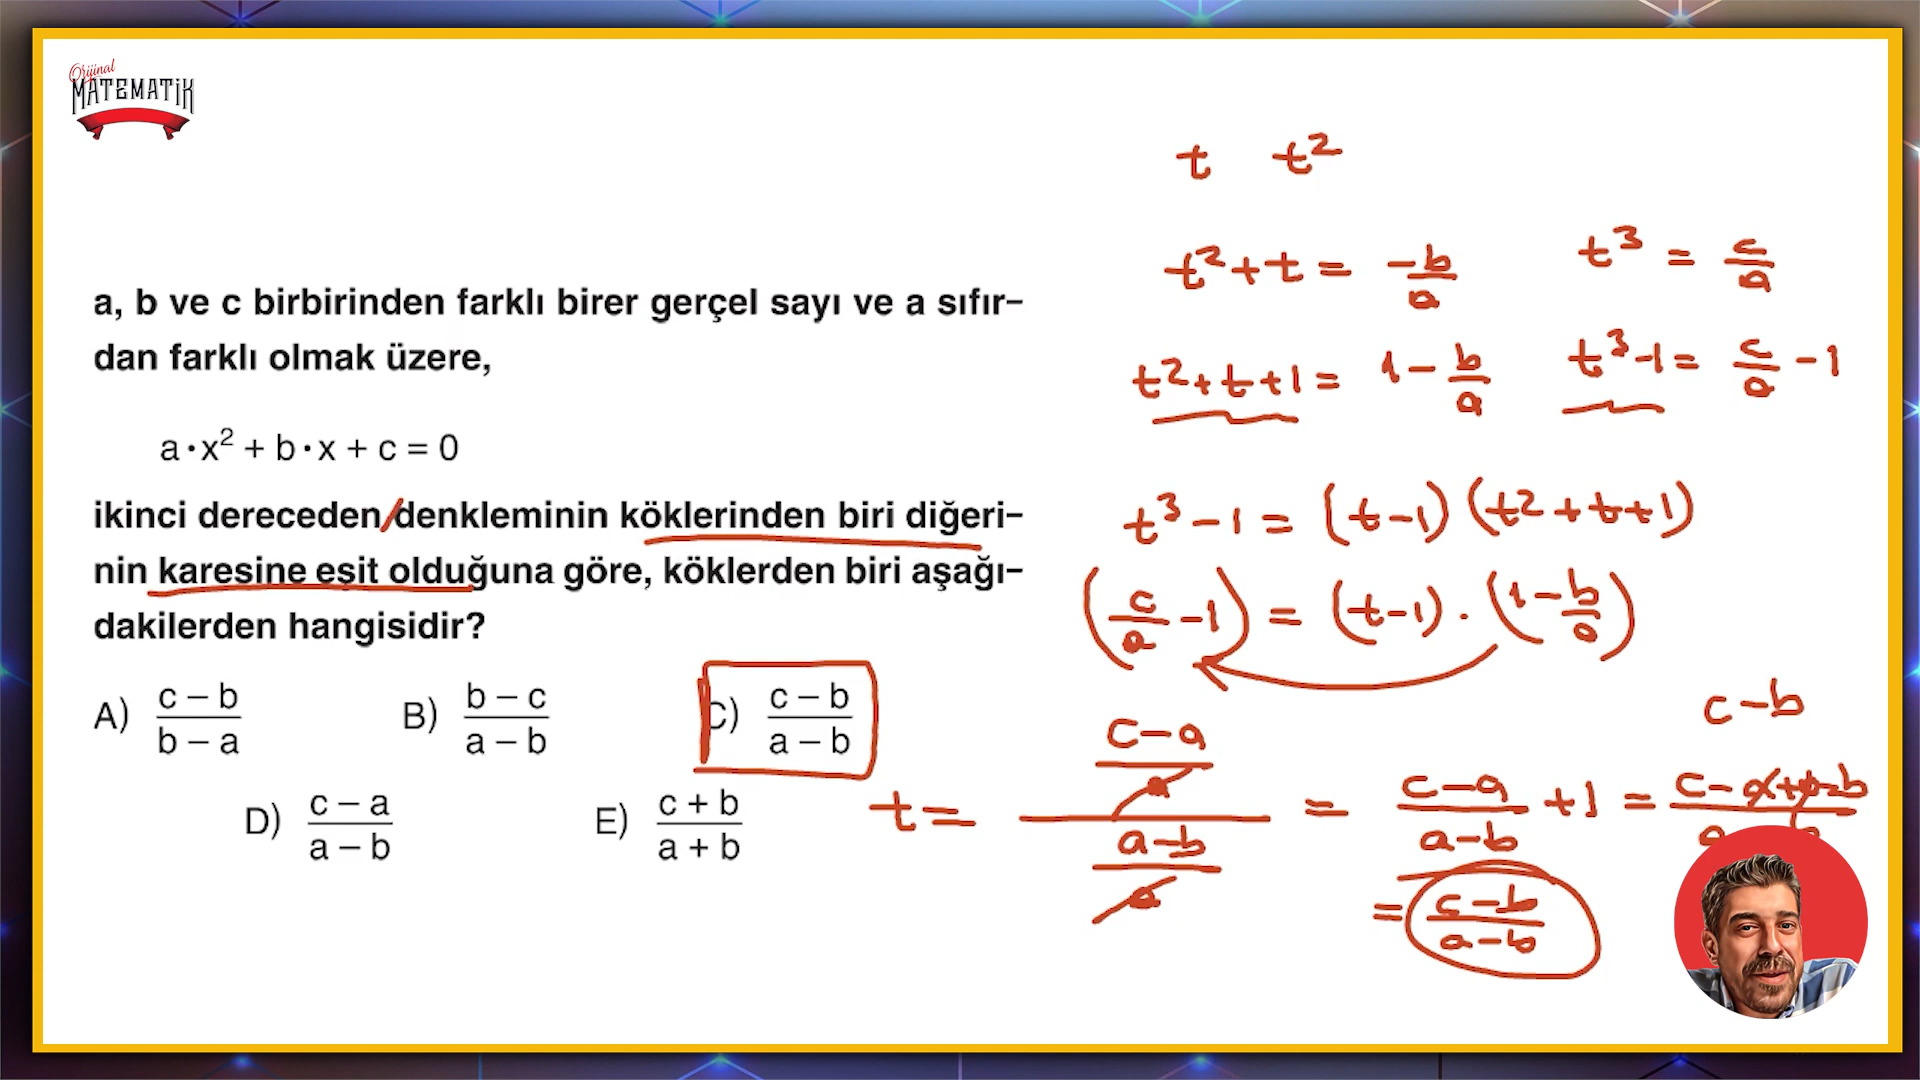 Orijinal
MATEMATİK
a, b ve c birbirinden farklı birer gerçel sayı ve a sıfır-
dan farklı olmak üzere,
a·x² + b·x + c = 0
ikinci dereceden denkleminin köklerinden biri diğeri-
nin karesine eşit olduğuna göre, köklerden biri aşağı-
dakilerden hangisidir?
A) (c – b)/(b – a) B) (b – c)/(a – b) C) (c – b)/(a – b)
D) (c – a)/(a – b) E) (c + b)/(a + b)
t t²
t²+t = -b/a t³ = c/a
t²+t+1 = 1-b/a t³-1 = c/a -1
t³-1 = (t-1)(t²+t+1)
(c/a -1) = (t-1)·(1-b/a)
c-b
t = ((c-a)/a)/((a-b)/a) = (c-a)/(a-b) +1 = c-a+a-b
= (c-b)/(a-b)